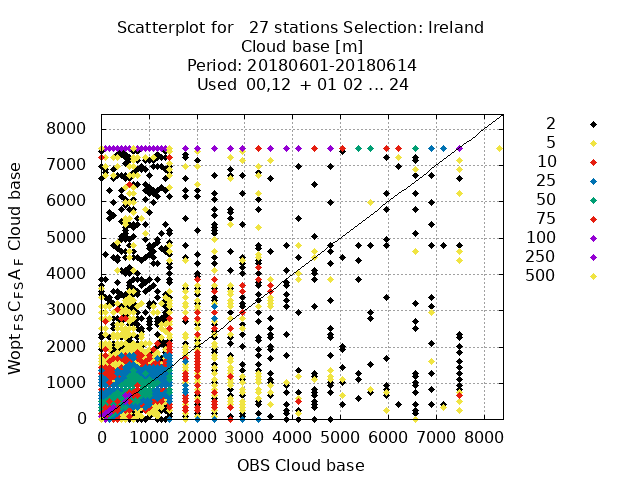 Scatterplot for 27 stations Selection: Ireland
Cloud base [m]
Period: 20180601-20180614
Used 00,12 + 01 02 ... 24
8000
7000
6000
5000
4000
3000
2000
1000
0
0 1000 2000 3000 4000 5000 6000 7000 8000
Wopt FS C FS A F Cloud base
OBS Cloud base
2
5
10
25
50
75
100
250
500